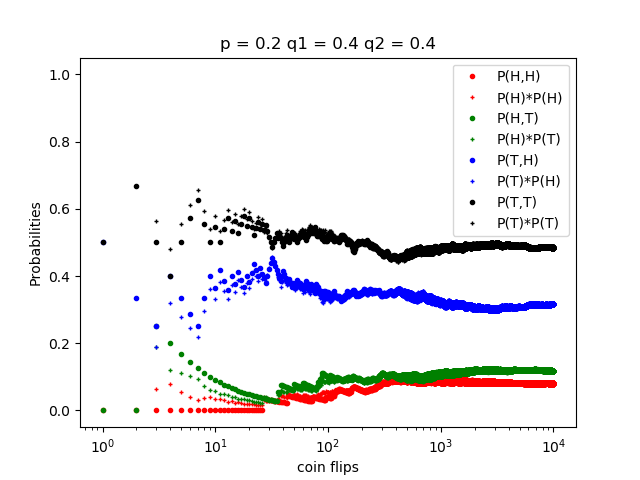 p = 0.2 q1 = 0.4 q2 = 0.4
1.0
0.8
0.6
0.4
0.2
0.0
Probabilities
P(H,H)
P(H)*P(H)
P(H,T)
P(H)*P(T)
P(T,H)
P(T)*P(H)
P(T,T)
P(T)*P(T)
10⁰ 10¹ 10² 10³ 10⁴
coin flips